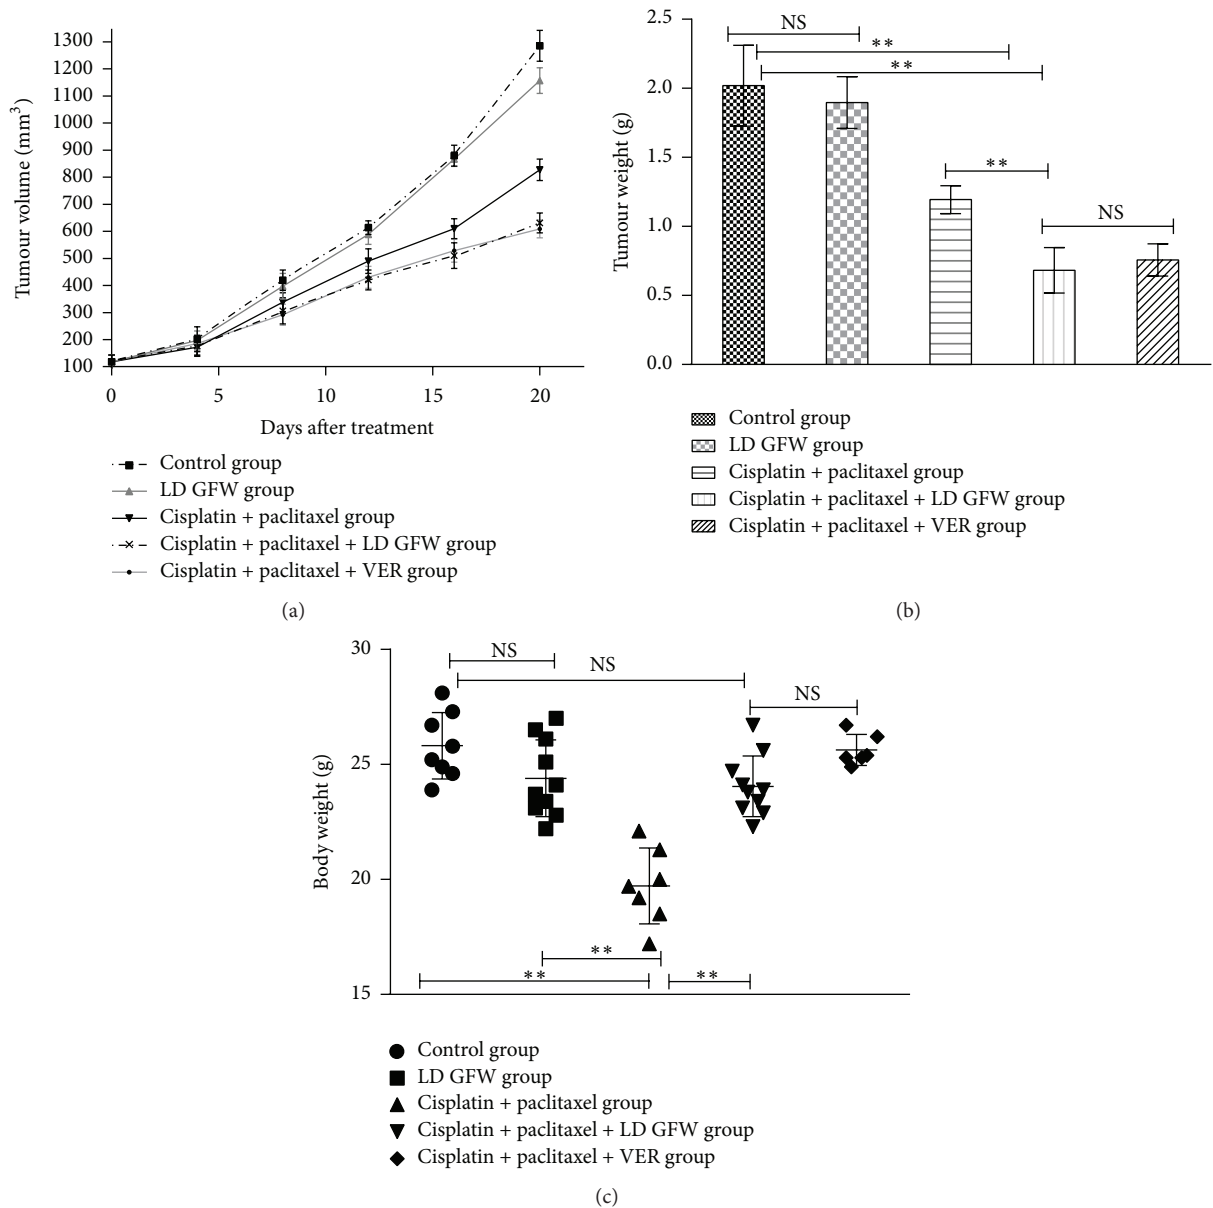 1300
1200
1100
1000
900
800
700
600
500
400
300
200
100
Tumour volume (mm3)
0 5 10 15 20
Days after treatment
Control group
LD GFW group
Cisplatin + paclitaxel group
Cisplatin + paclitaxel + LD GFW group
Cisplatin + paclitaxel + VER group
(a)
2.5
2.0
1.5
1.0
0.5
0.0
Tumour weight (g)
NS
**
**
**
NS
Control group
LD GFW group
Cisplatin + paclitaxel group
Cisplatin + paclitaxel + LD GFW group
Cisplatin + paclitaxel + VER group
(b)
30
25
20
15
Body weight (g)
NS
NS
NS
**
**
**
Control group
LD GFW group
Cisplatin + paclitaxel group
Cisplatin + paclitaxel + LD GFW group
Cisplatin + paclitaxel + VER group
(c)